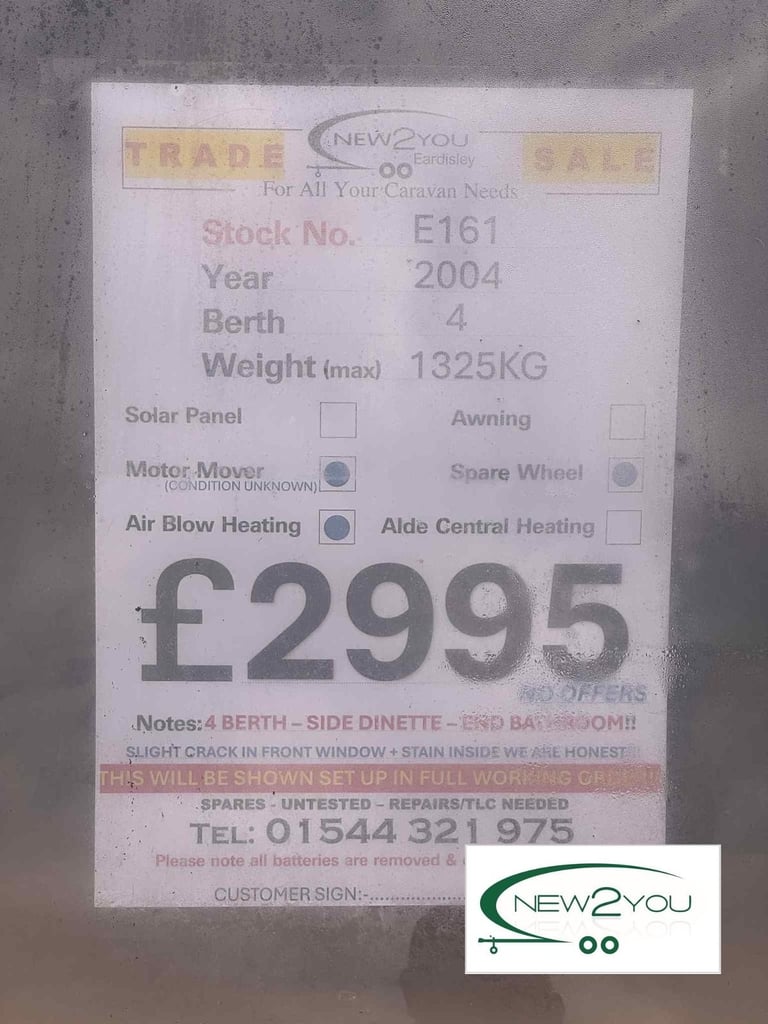 TRADE NEW2YOU SALE
Eardisley
For All Your Caravan Needs
Stock No. E161
Year 2004
Berth 4
Weight (max) 1325KG
Solar Panel Awning
Motor Mover Spare Wheel
(CONDITION UNKNOWN)
Air Blow Heating Alde Central Heating
£2995
NO OFFERS
Notes: 4 BERTH – SIDE DINETTE – END BATHROOM!!
SLIGHT CRACK IN FRONT WINDOW + STAIN INSIDE WE ARE HONEST!!
THIS WILL BE SHOWN SET UP IN FULL WORKING ORDER!!!
SPARES - UNTESTED – REPAIRS/TLC NEEDED
TEL: 01544 321 975
Please note all batteries are removed &
CUSTOMER SIGN:-
NEW2YOU